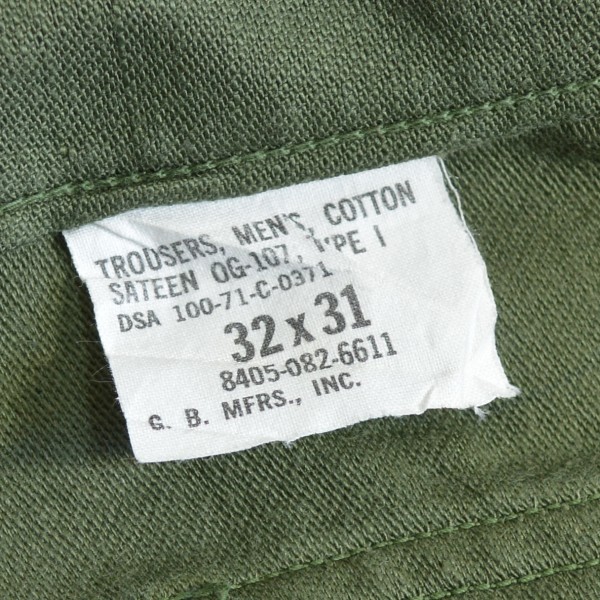 TROUSERS, MEN'S, COTTON
SATEEN OG-107, TYPE I
DSA 100-71-C-0371
32 x 31
8405-082-6611
G. B. MFRS., INC.